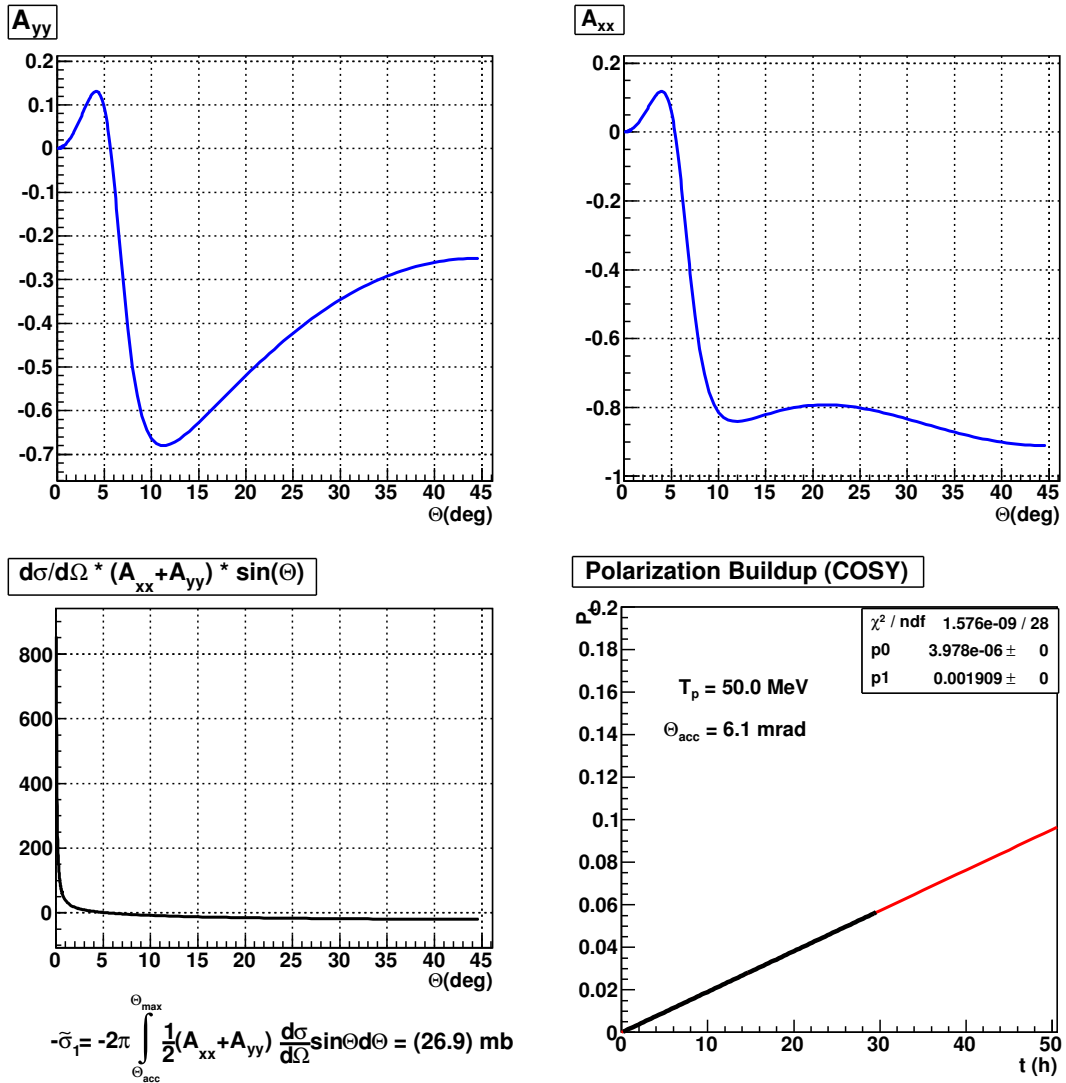 A_yy
0.2
0.1
0
-0.1
-0.2
-0.3
-0.4
-0.5
-0.6
-0.7
0 5 10 15 20 25 30 35 40 45
Θ(deg)
A_xx
0.2
0
-0.2
-0.4
-0.6
-0.8
-1
0 5 10 15 20 25 30 35 40 45
Θ(deg)
dσ/dΩ * (A_xx+A_yy) * sin(Θ)
800
600
400
200
0
0 5 10 15 20 25 30 35 40 45
Θ(deg)
-σ̃_1= -2π ∫_Θ_acc^Θ_max 1/2(A_xx+A_yy) dσ/dΩ sinΘdΘ = (26.9) mb
Polarization Buildup (COSY)
0.2
0.18
0.16
0.14
0.12
0.1
0.08
0.06
0.04
0.02
0
χ² / ndf 1.576e-09 / 28
p0 3.978e-06 ± 0
p1 0.001909 ± 0
T_p = 50.0 MeV
Θ_acc = 6.1 mrad
0 10 20 30 40 50
t (h)